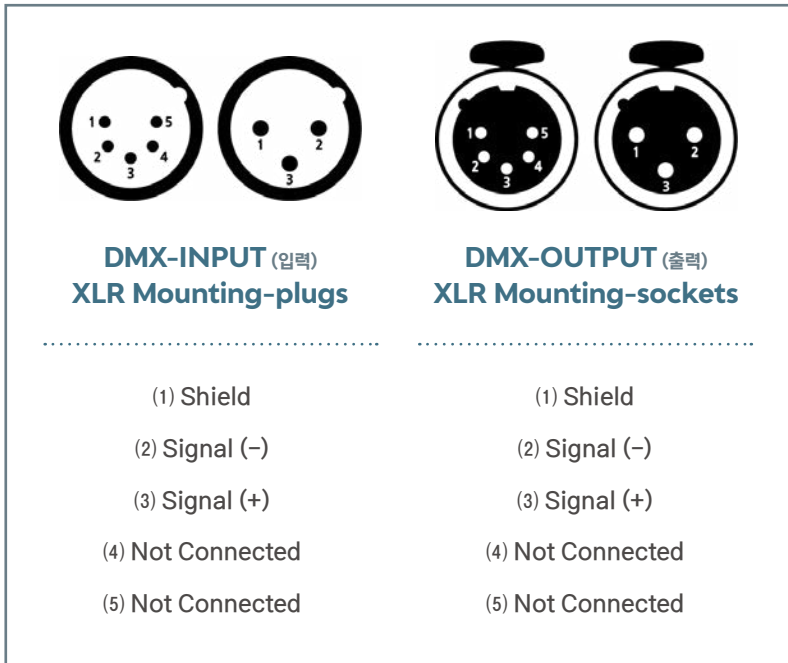 1 5
2 4
3
1 2
3
1 5
2 4
3
1 2
3
DMX-INPUT (입력)
XLR Mounting-plugs
(1) Shield
(2) Signal (−)
(3) Signal (+)
(4) Not Connected
(5) Not Connected
DMX-OUTPUT (출력)
XLR Mounting-sockets
(1) Shield
(2) Signal (−)
(3) Signal (+)
(4) Not Connected
(5) Not Connected